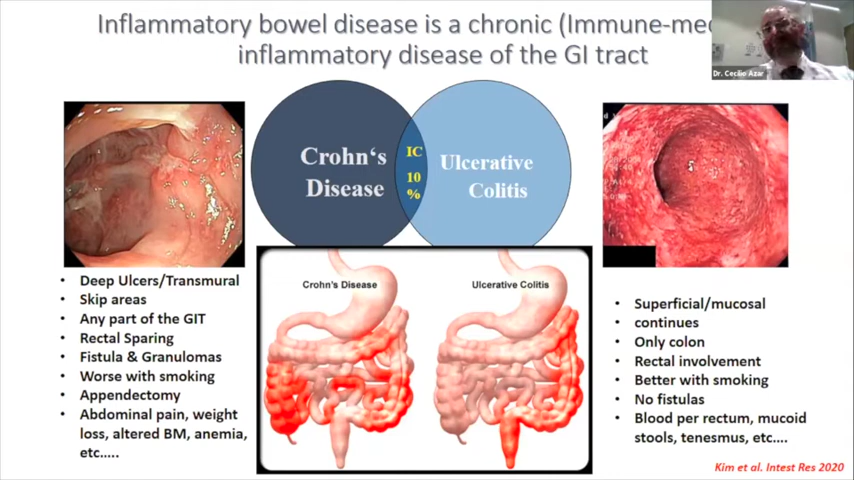 Inflammatory bowel disease is a chronic (Immune-me
inflammatory disease of the GI tract
Dr. Cecilio Azar
Crohn‘s
Disease
IC
10
%
Ulcerative
Colitis
Crohn's Disease
Ulcerative Colitis
• Deep Ulcers/Transmural
• Skip areas
• Any part of the GIT
• Rectal Sparing
• Fistula & Granulomas
• Worse with smoking
• Appendectomy
• Abdominal pain, weight
loss, altered BM, anemia,
etc…..
• Superficial/mucosal
• continues
• Only colon
• Rectal involvement
• Better with smoking
• No fistulas
• Blood per rectum, mucoid
stools, tenesmus, etc….
Kim et al. Intest Res 2020